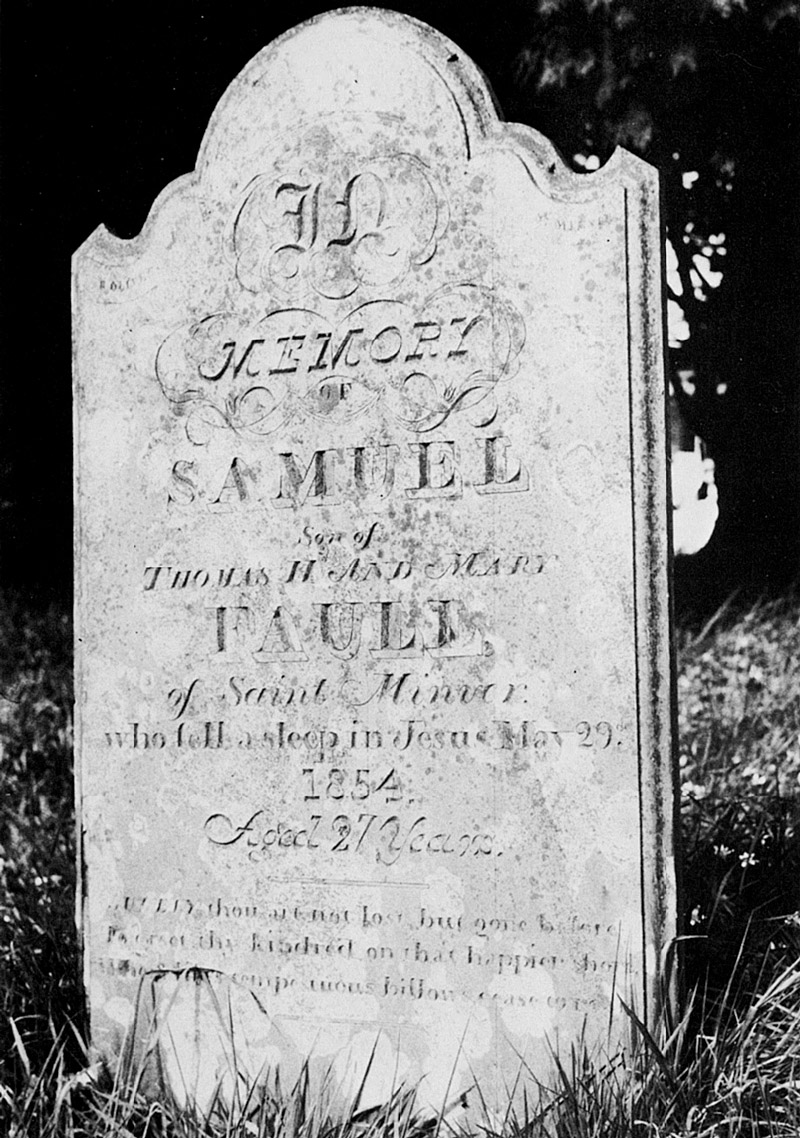 IN
MEMORY
OF
SAMUEL
Son of
THOMAS H AND MARY
FAULL,
of Saint Minver.
who fell a sleep in Jesus May 29.
1854.
Aged 27 Years.
thou art not lost, but gone before
To greet thy kindred on that happier shore,
tempestuous billows cease to